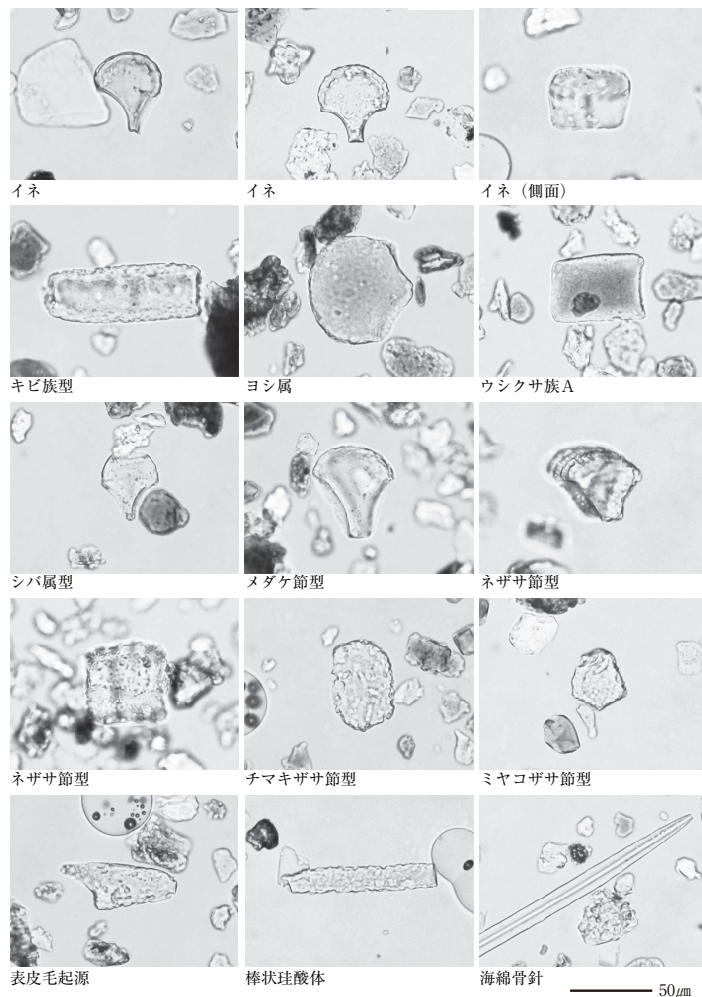 イネ
イネ
イネ（側面）
キビ族型
ヨシ属
ウシクサ族A
シバ属型
メダケ節型
ネザサ節型
ネザサ節型
チマキザサ節型
ミヤコザサ節型
表皮毛起源
棒状珪酸体
海綿骨針
50㎛